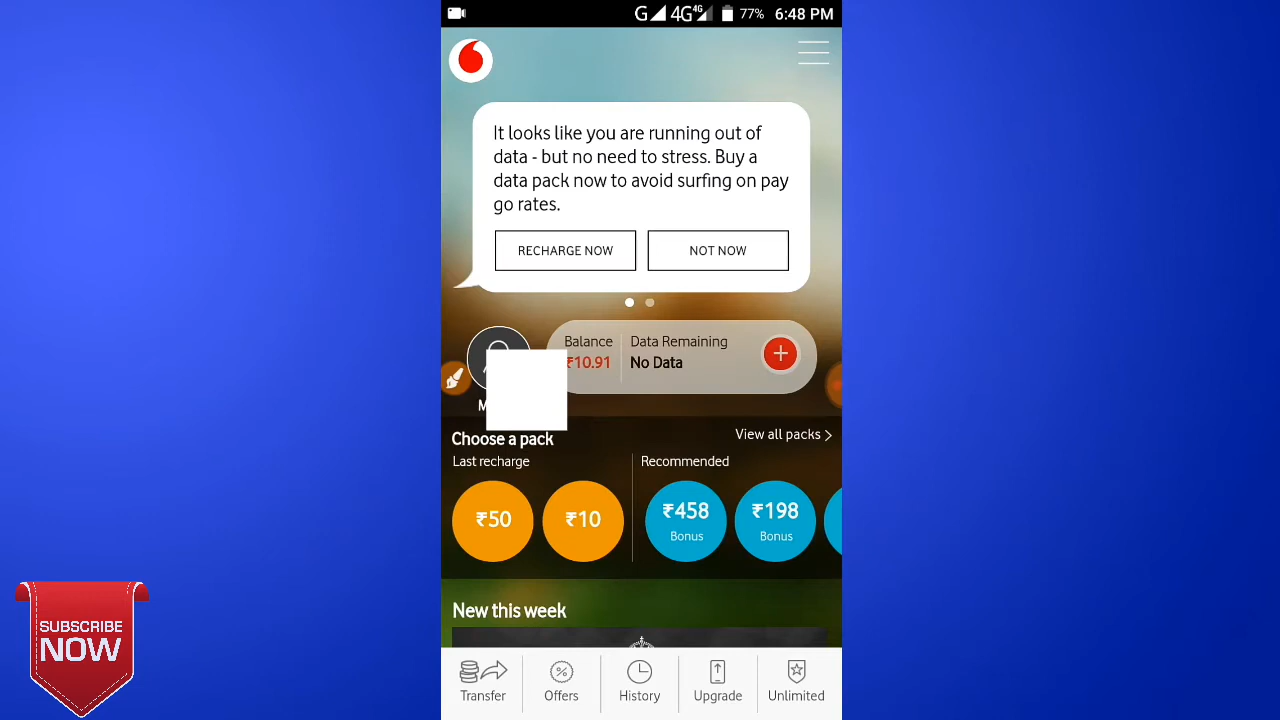 G 4G 4G 77% 6:48 PM
It looks like you are running out of
data - but no need to stress. Buy a
data pack now to avoid surfing on pay
go rates.
RECHARGE NOW
NOT NOW
Balance
₹10.91
Data Remaining
No Data
Choose a pack
View all packs
Last recharge
Recommended
₹50
₹10
₹458
Bonus
₹198
Bonus
New this week
Transfer
Offers
History
Upgrade
Unlimited
SUBSCRIBE
NOW